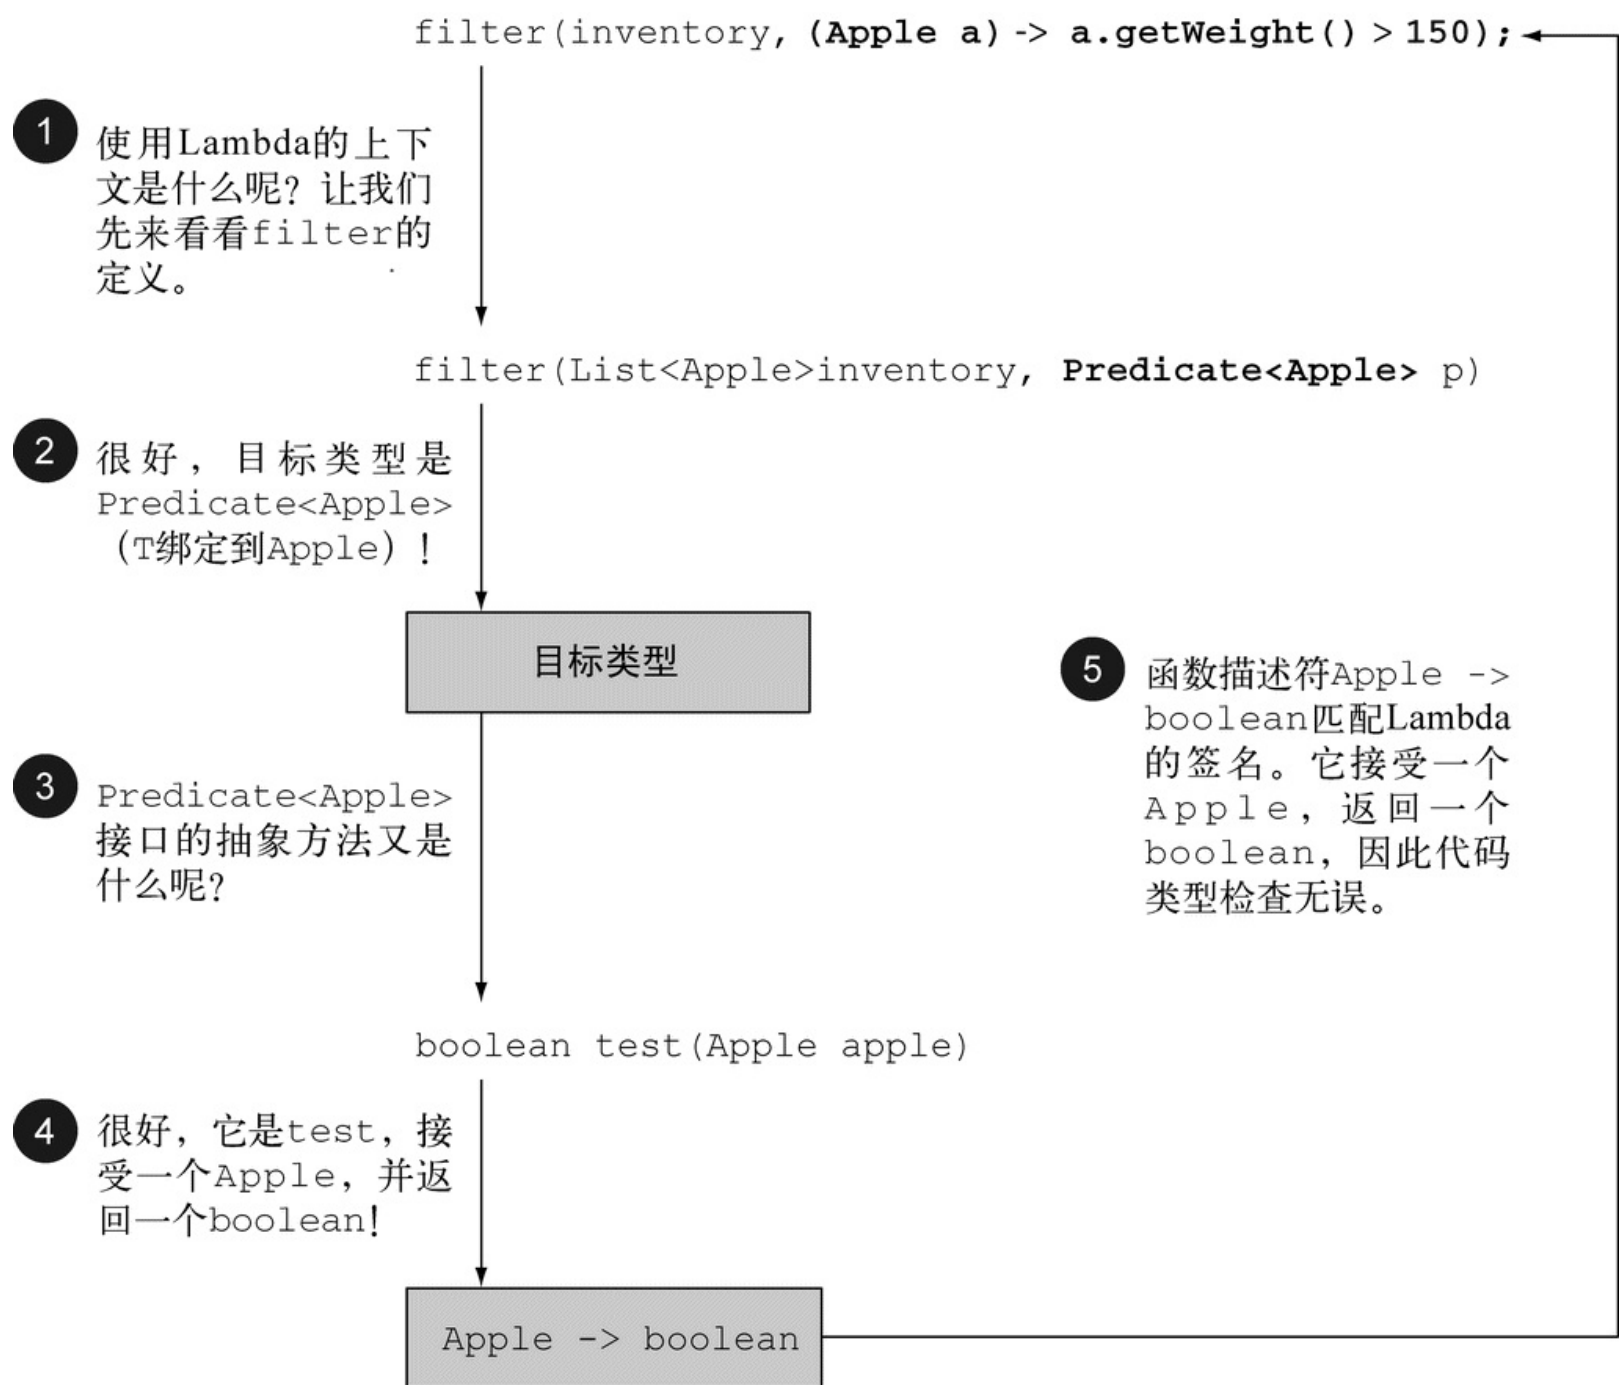 filter(inventory, (Apple a) -> a.getWeight() > 150);
1
使用Lambda的上下
文是什么呢？让我们
先来看看filter的
定义。
filter(List<Apple>inventory, Predicate<Apple> p)
2
很好，目标类型是
Predicate<Apple>
（T绑定到Apple）！
目标类型
3
Predicate<Apple>
接口的抽象方法又是
什么呢？
boolean test(Apple apple)
4
很好，它是test，接
受一个Apple，并返
回一个boolean！
Apple -> boolean
5
函数描述符Apple ->
boolean匹配Lambda
的签名。它接受一个
Apple，返回一个
boolean，因此代码
类型检查无误。